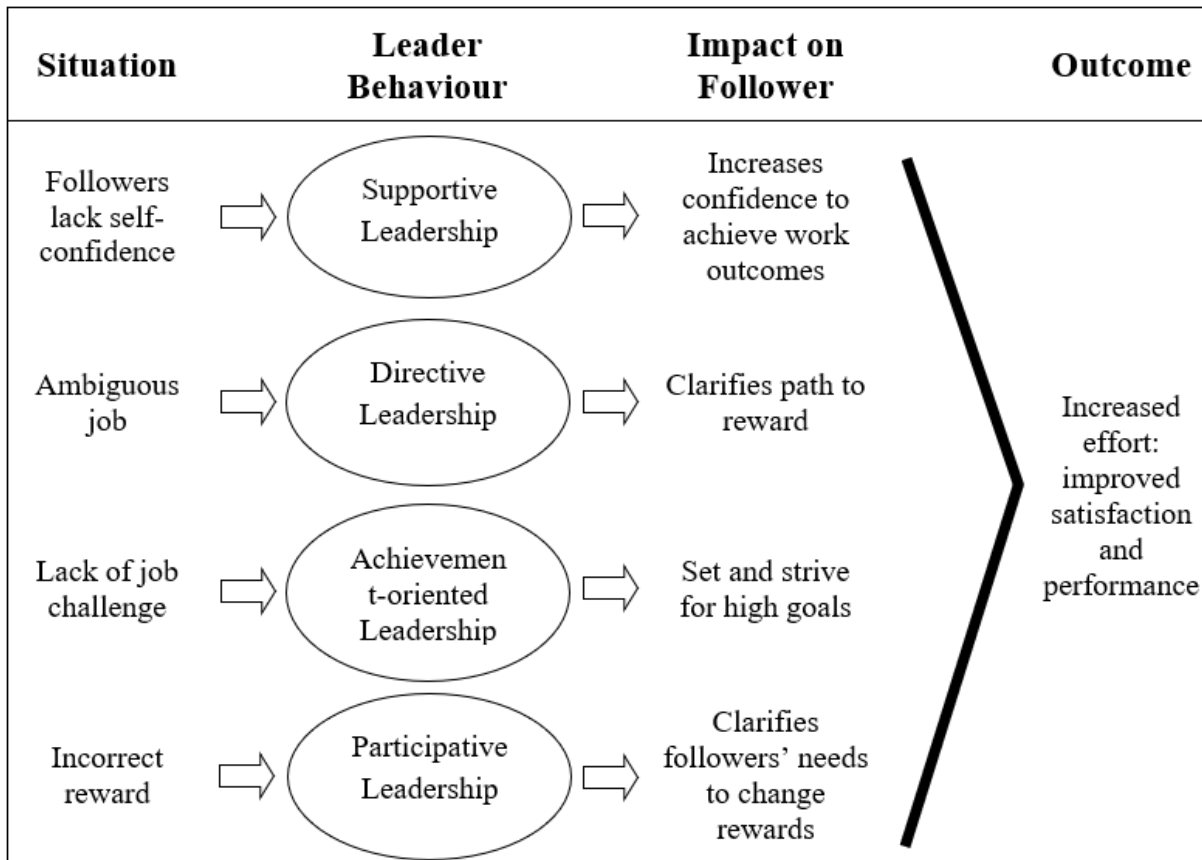 Situation
Leader
Behaviour
Impact on
Follower
Outcome
Followers
lack self-
confidence
Supportive
Leadership
Increases
confidence to
achieve work
outcomes
Ambiguous
job
Directive
Leadership
Clarifies path to
reward
Lack of job
challenge
Achievemen
t-oriented
Leadership
Set and strive
for high goals
Incorrect
reward
Participative
Leadership
Clarifies
followers’ needs
to change
rewards
Increased
effort:
improved
satisfaction
and
performance